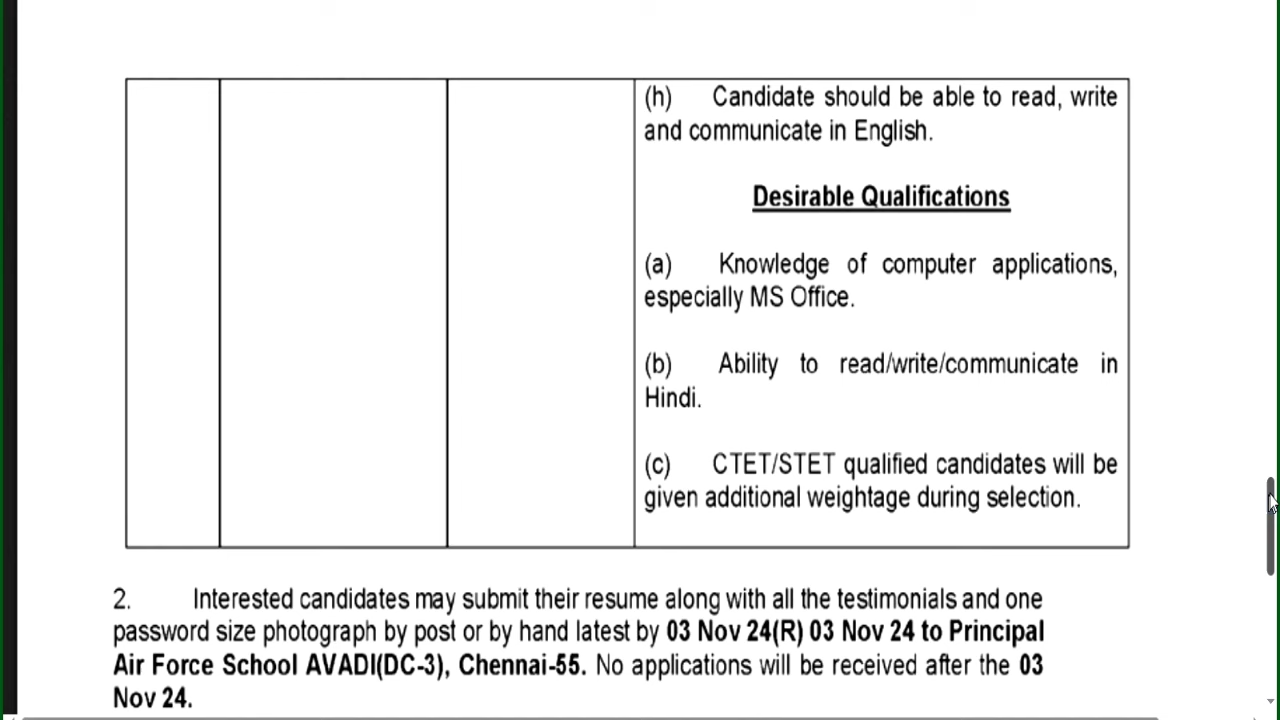 (h) Candidate should be able to read, write
and communicate in English.
Desirable Qualifications
(a) Knowledge of computer applications,
especially MS Office.
(b) Ability to read/write/communicate in
Hindi.
(c) CTET/STET qualified candidates will be
given additional weightage during selection.
2. Interested candidates may submit their resume along with all the testimonials and one
password size photograph by post or by hand latest by 03 Nov 24(R) 03 Nov 24 to Principal
Air Force School AVADI(DC-3), Chennai-55. No applications will be received after the 03
Nov 24.